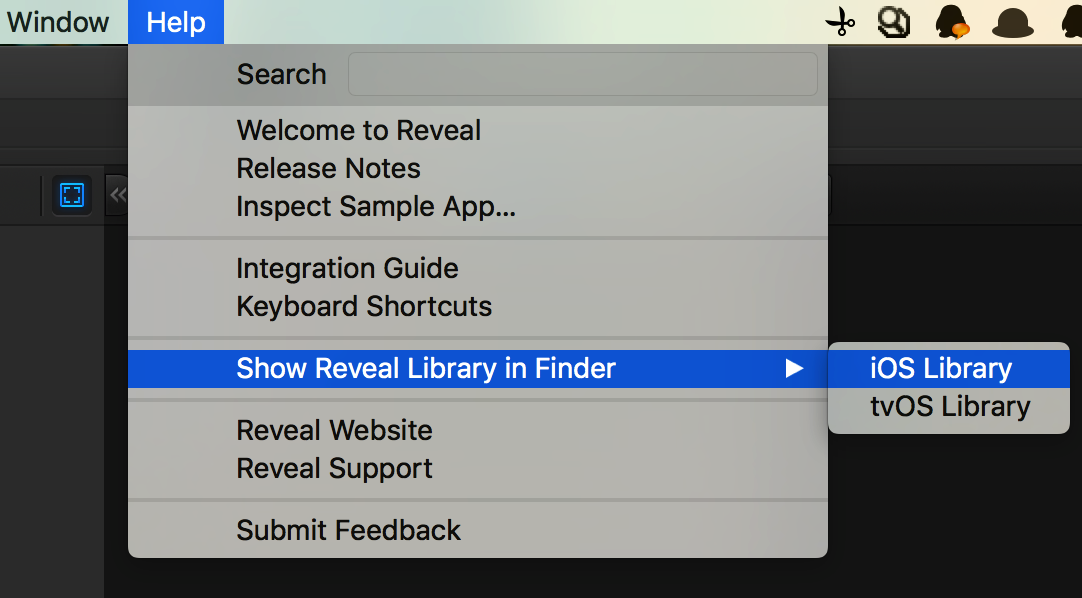 Window Help
Search
Welcome to Reveal
Release Notes
Inspect Sample App...
Integration Guide
Keyboard Shortcuts
Show Reveal Library in Finder
iOS Library
tvOS Library
Reveal Website
Reveal Support
Submit Feedback